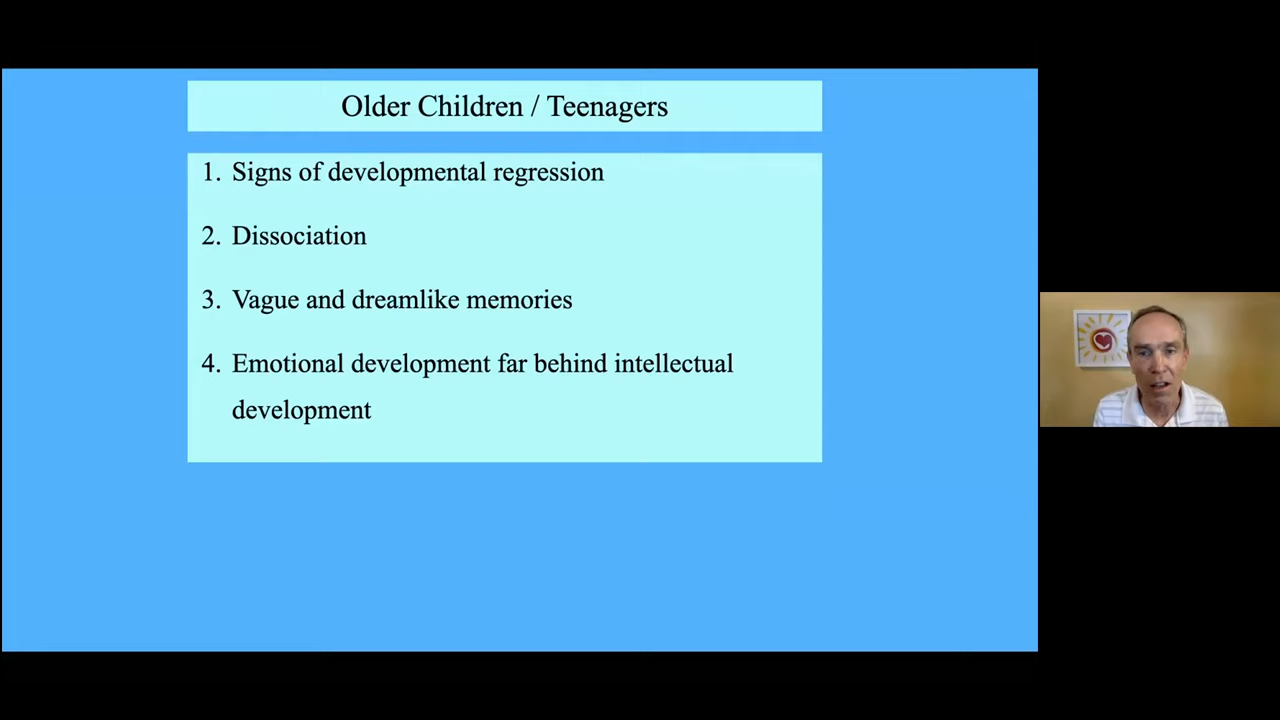 Older Children / Teenagers
1. Signs of developmental regression
2. Dissociation
3. Vague and dreamlike memories
4. Emotional development far behind intellectual
development